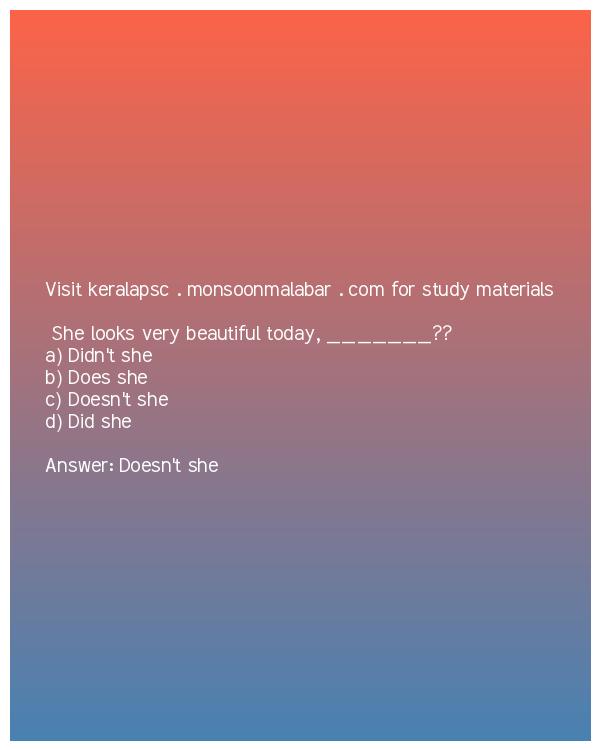 Visit keralapsc . monsoonmalabar . com for study materials
She looks very beautiful today, _______??
a) Didn't she
b) Does she
c) Doesn't she
d) Did she
Answer: Doesn't she